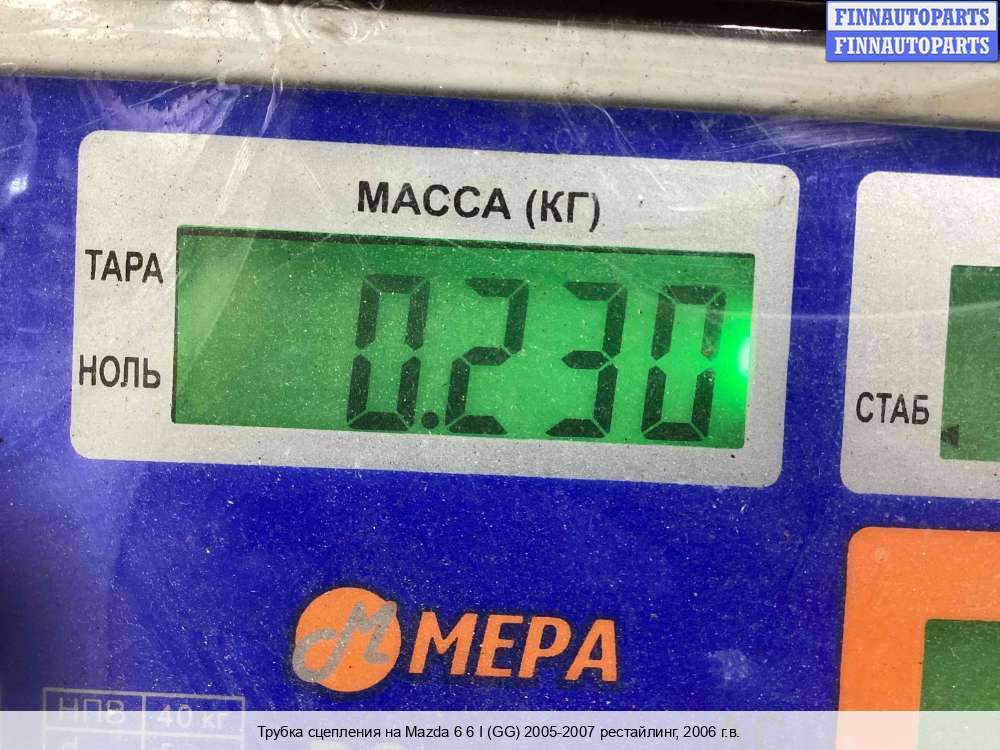 FINNAUTOPARTS
FINNAUTOPARTS
МАССА (КГ)
ТАРА
0.230
НОЛЬ
СТАБ
М МЕРА
НПВ 40 кг
Трубка сцепления на Mazda 6 6 I (GG) 2005-2007 рестайлинг, 2006 г.в.